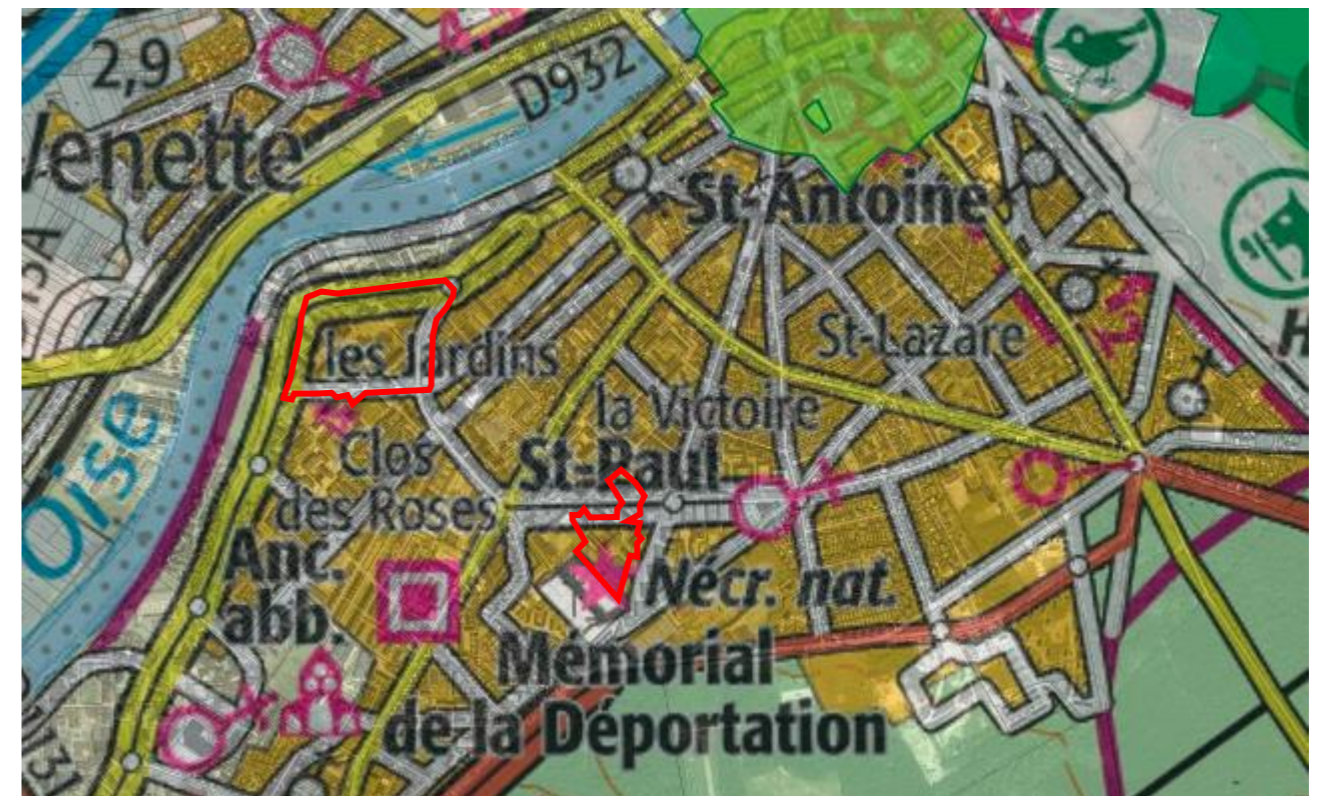 2,9
D932
Venette
St-Antoine
les Jardins
St-Lazare
la Victoire
Clos
des Roses
St-Paul
Oise
Anc.
abb.
Nécr. nat.
Mémorial
de la Déportation